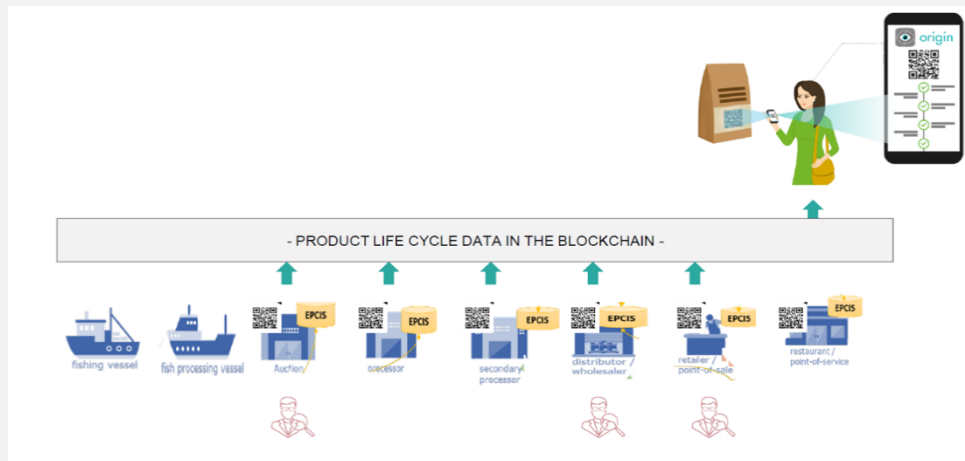 origin
- PRODUCT LIFE CYCLE DATA IN THE BLOCKCHAIN -
EPCIS
EPCIS
EPCIS
EPCIS
EPCIS
EPCIS
fishing vessel
fish processing vessel
Auction
processor
secondary
processor
distributor /
wholesaler
retailer /
point-of-sale
restaurant /
point-of-service